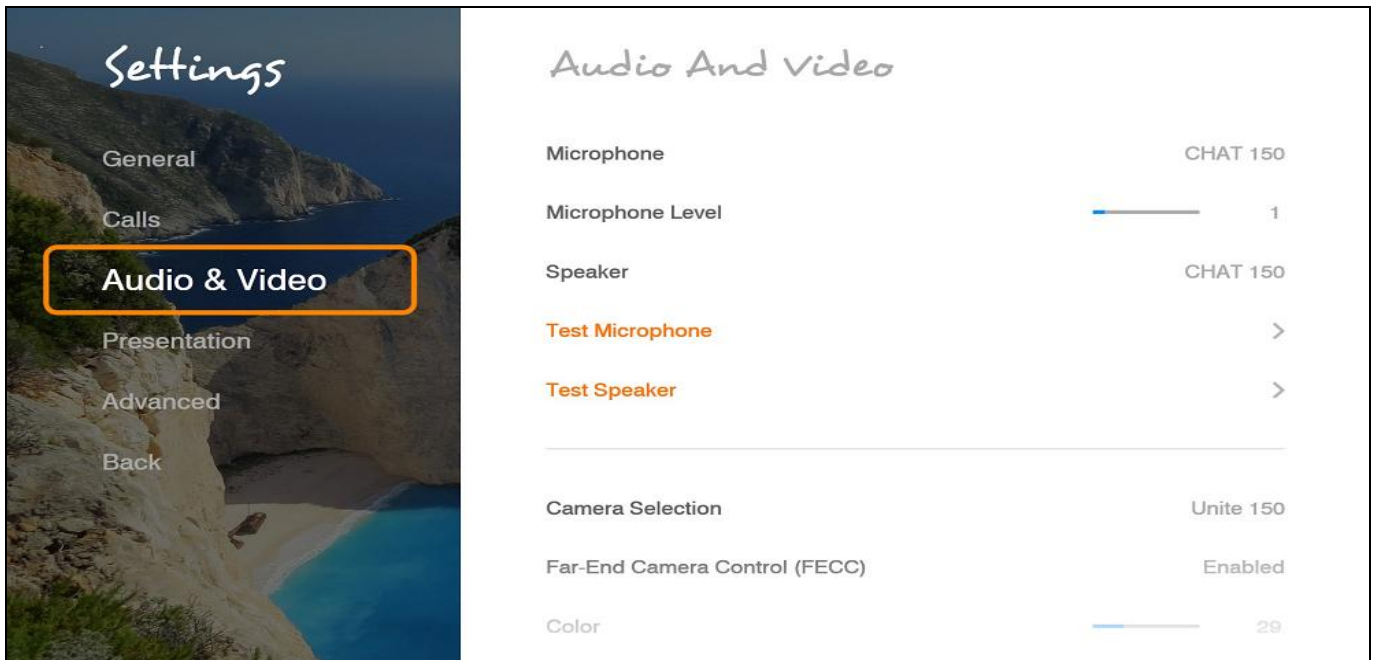 Settings
General
Calls
Audio & Video
Presentation
Advanced
Back
Audio And Video
Microphone CHAT 150
Microphone Level 1
Speaker CHAT 150
Test Microphone >
Test Speaker >
Camera Selection Unite 150
Far-End Camera Control (FECC) Enabled
Color 29